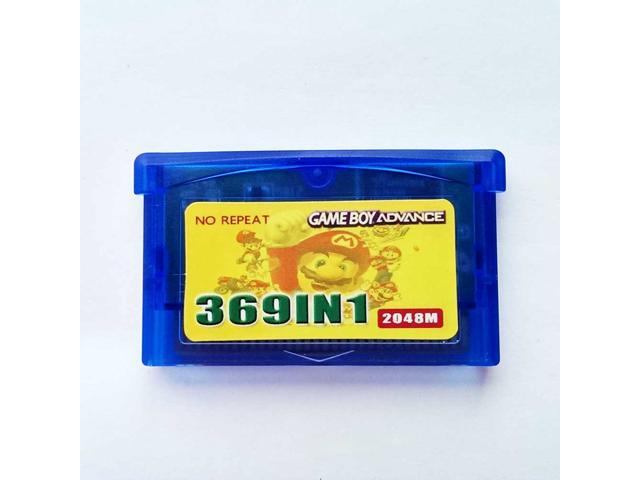 NO REPEAT
GAME BOY ADVANCE
M
369IN1
2048M